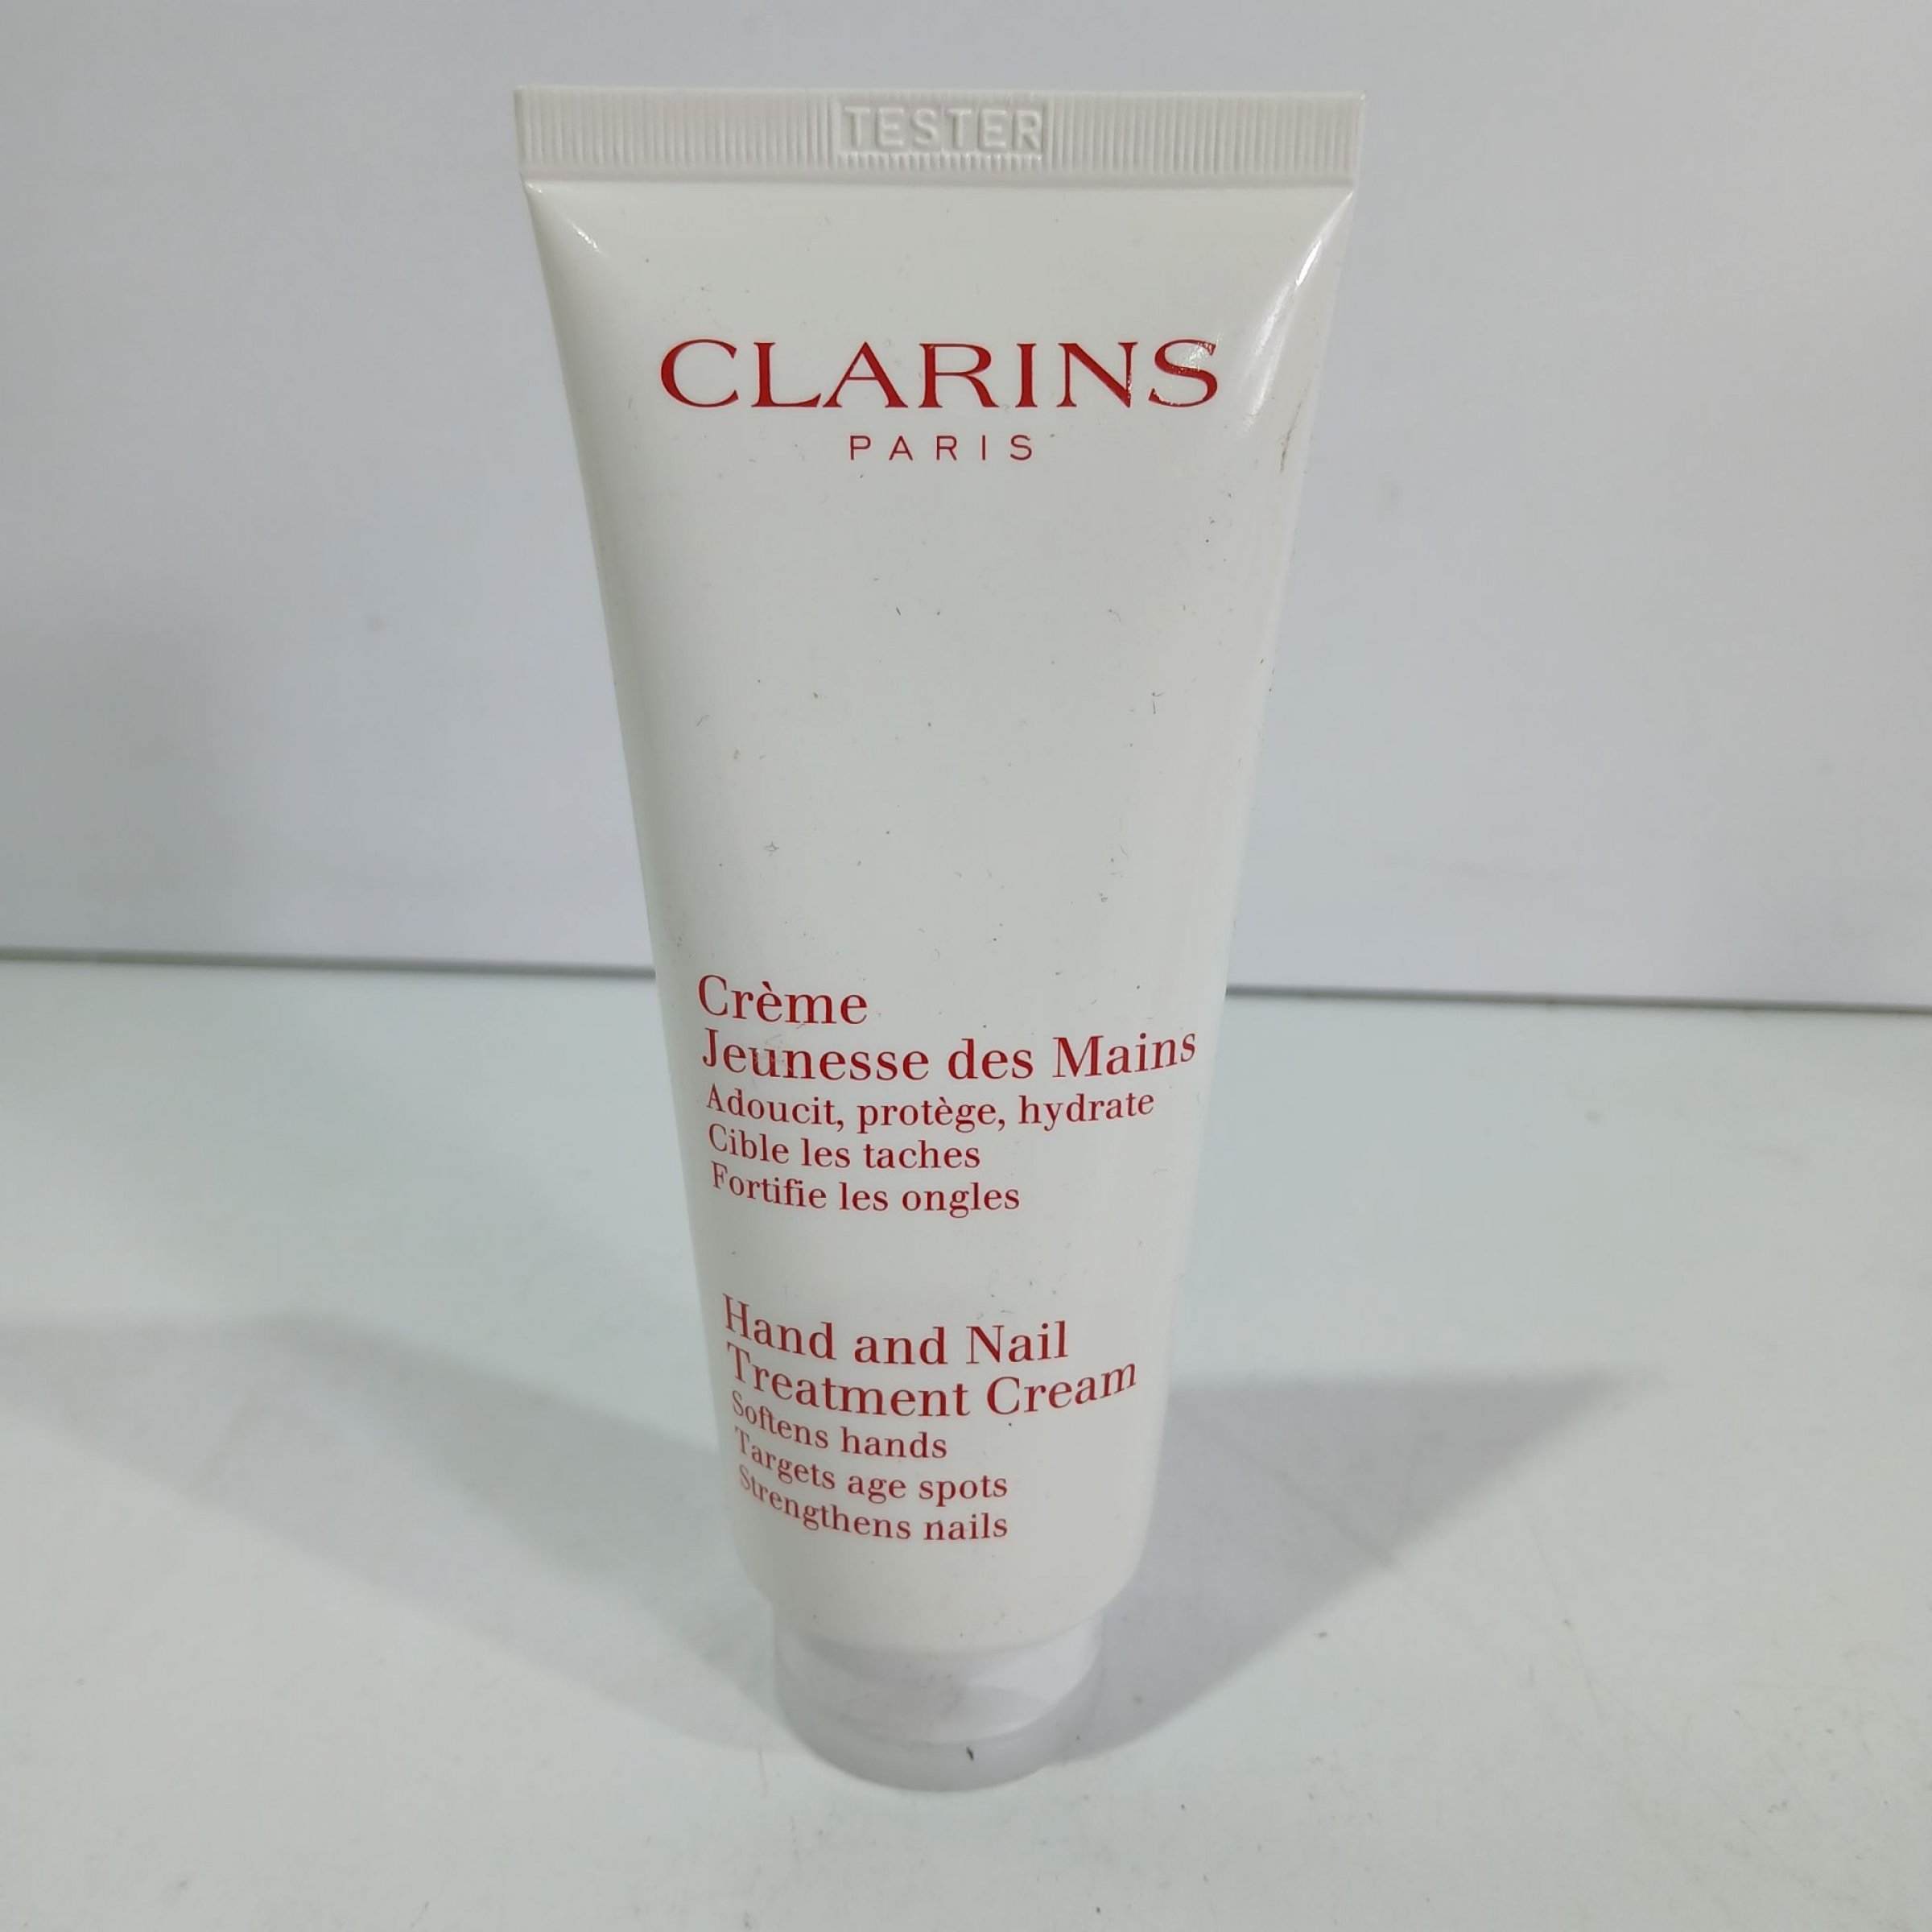 TESTER
CLARINS
PARIS
Crème
Jeunesse des Mains
Adoucit, protège, hydrate
Cible les taches
Fortifie les ongles
Hand and Nail
Treatment Cream
Softens hands
Targets age spots
Strengthens nails